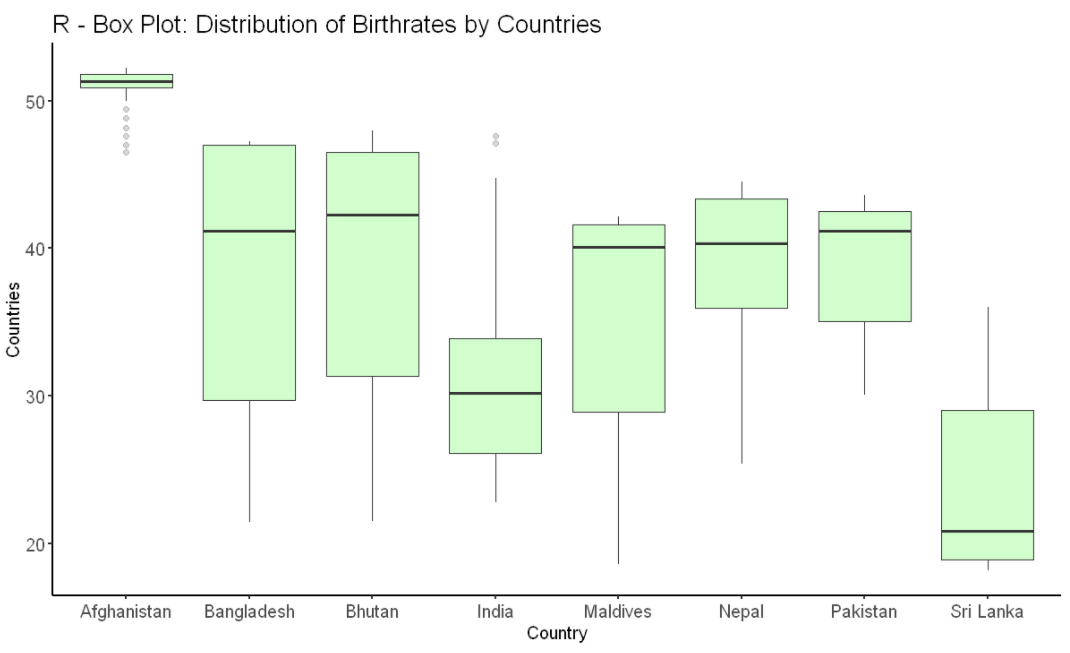 R - Box Plot: Distribution of Birthrates by Countries
50
40
30
20
Countries
Afghanistan Bangladesh Bhutan India Maldives Nepal Pakistan Sri Lanka
Country